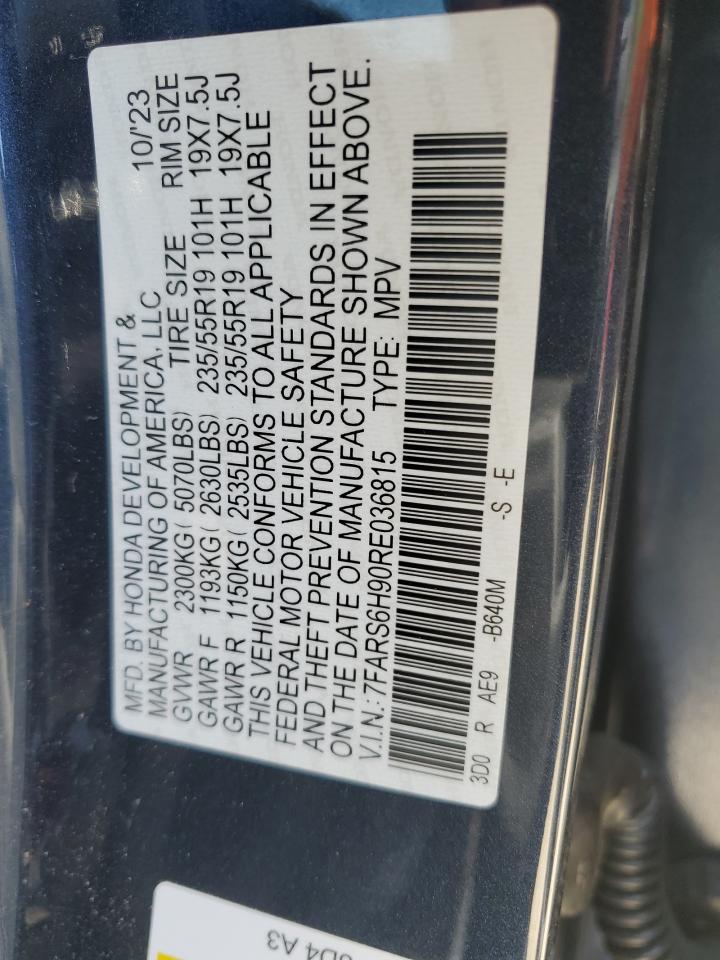 MFD. BY HONDA DEVELOPMENT &
MANUFACTURING OF AMERICA, LLC 10/'23
GVWR 2300KG( 5070LBS) TIRE SIZE RIM SIZE
GAWR F 1193KG( 2630LBS) 235/55R19 101H 19X7.5J
GAWR R 1150KG( 2535LBS) 235/55R19 101H 19X7.5J
THIS VEHICLE CONFORMS TO ALL APPLICABLE
FEDERAL MOTOR VEHICLE SAFETY
AND THEFT PREVENTION STANDARDS IN EFFECT
ON THE DATE OF MANUFACTURE SHOWN ABOVE.
V.I.N.: 7FARS6H90RE036815 TYPE: MPV
3D0 R AE9 -B640M -S -E
A3